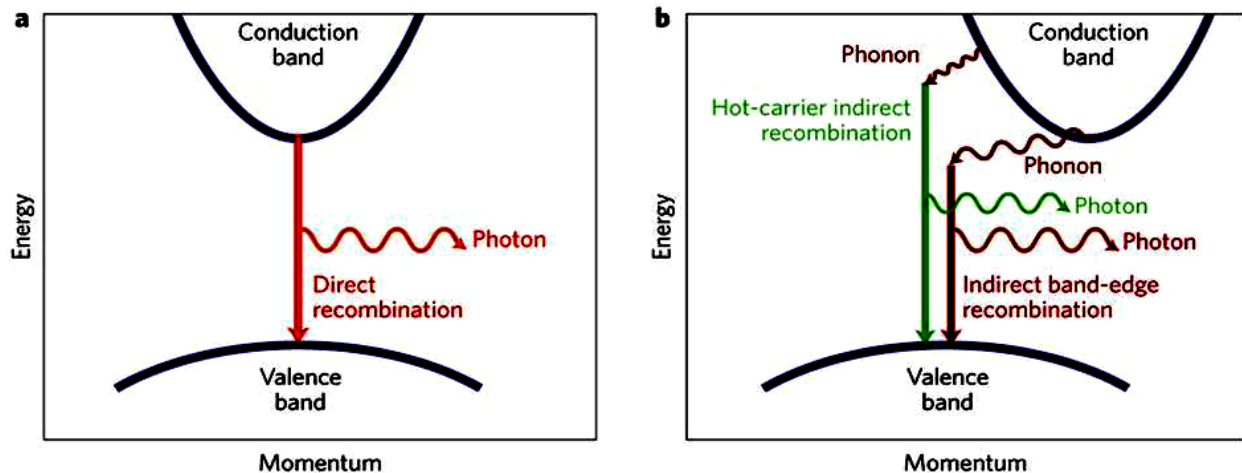 a
Conduction
band
Energy
Photon
Direct
recombination
Valence
band
Momentum
b
Conduction
band
Phonon
Hot-carrier indirect
recombination
Phonon
Energy
Photon
Photon
Indirect band-edge
recombination
Valence
band
Momentum